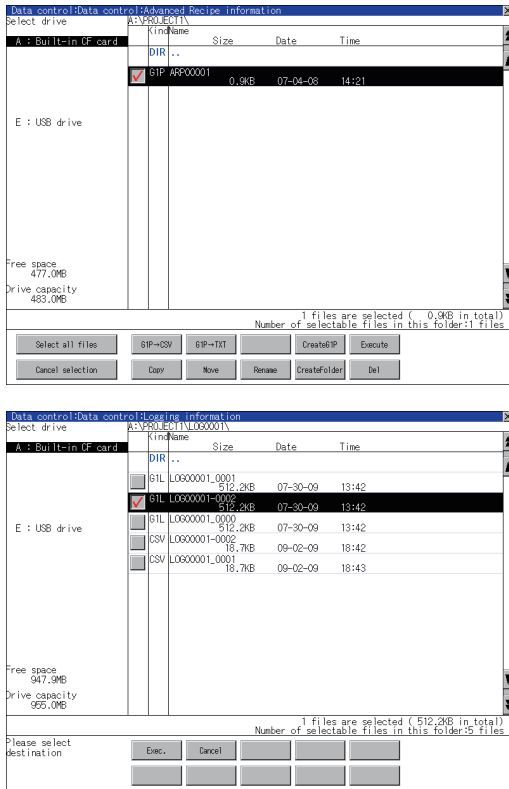 Data control:Data control:Advanced Recipe information
Select drive A:\PROJECT1\
Kind Name
A : Built-in CF card Size Date Time
DIR ..
G1P ARP00001
0.9KB 07-04-08 14:21
E : USB drive
Free space
477.0MB
Drive capacity
483.0MB
1 files are selected ( 0.9KB in total)
Number of selectable files in this folder:1 files
Select all files G1P→CSV G1P→TXT CreateG1P Execute
Cancel selection Copy Move Rename CreateFolder Del
Data control:Data control:Logging information
Select drive A:\PROJECT1\LOG0001\
Kind Name
A : Built-in CF card Size Date Time
DIR ..
G1L LOG00001_0001
512.2KB 07-30-09 13:42
G1L LOG00001-0002
512.2KB 07-30-09 13:42
G1L LOG00001_0000
E : USB drive 512.2KB 07-30-09 13:42
CSV LOG00001-0002
18.7KB 09-02-09 18:42
CSV LOG00001_0001
18.7KB 09-02-09 18:43
Free space
947.9MB
Drive capacity
955.0MB
1 files are selected ( 512.2KB in total)
Number of selectable files in this folder:5 files
Please select
destination Exec. Cancel